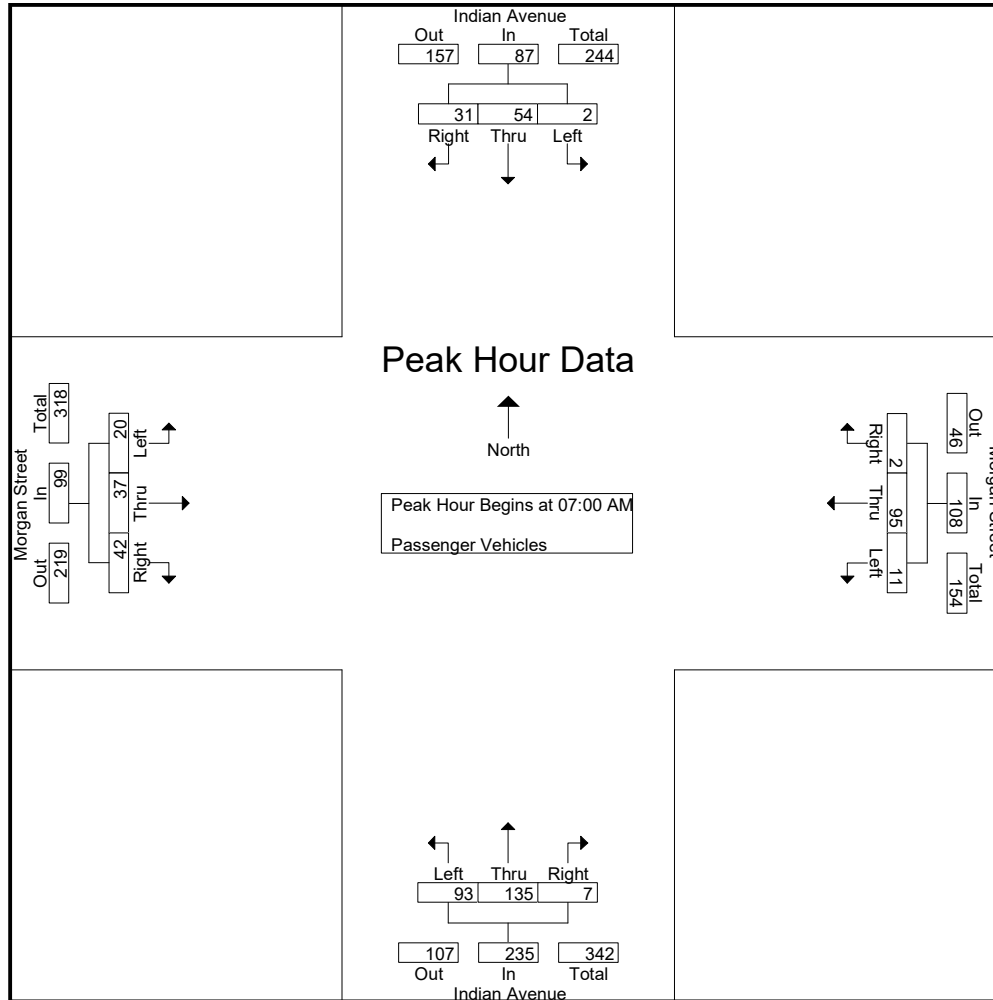 Indian Avenue
Out In Total
157 87 244
31 54 2
Right Thru Left
Peak Hour Data
North
Peak Hour Begins at 07:00 AM
Passenger Vehicles
Morgan Street
Out In Total
219 99 318
Right Thru Left
42 37 20
Out In Total
46 108 154
Right Thru Left
2 95 11
Left Thru Right
93 135 7
107 235 342
Out In Total
Indian Avenue